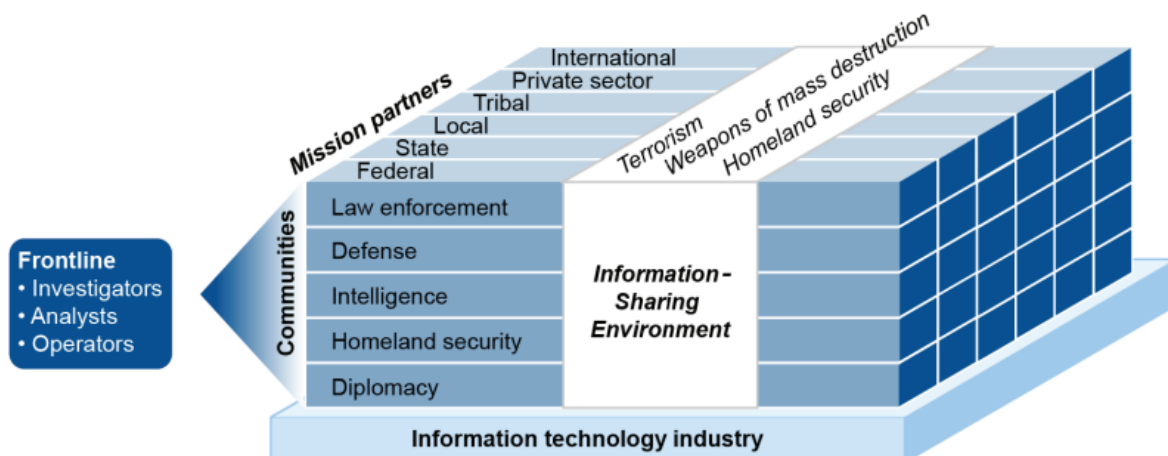 Mission partners
International
Private sector
Tribal
Local
State
Federal
Terrorism
Weapons of mass destruction
Homeland security
Communities
Law enforcement
Defense
Intelligence
Homeland security
Diplomacy
Information-
Sharing
Environment
Frontline
• Investigators
• Analysts
• Operators
Information technology industry